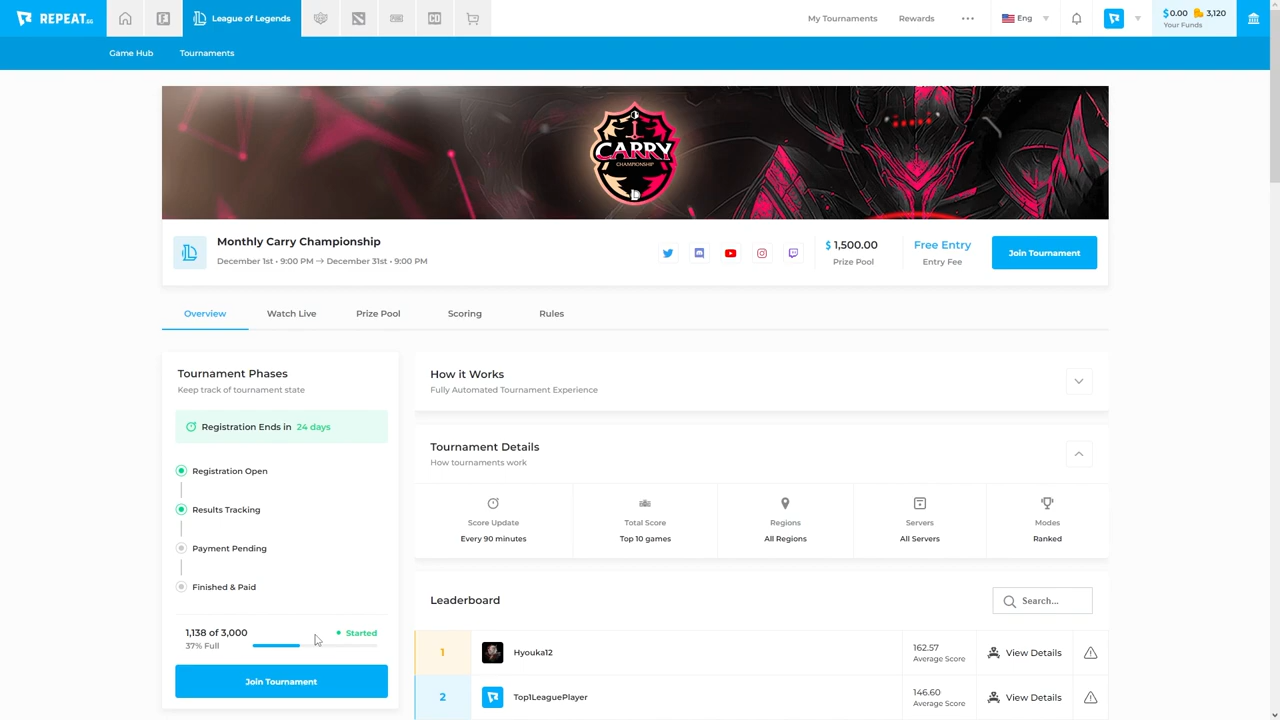 REPEAT.GG
League of Legends
My Tournaments
Rewards
Eng
$0.00 3,120
Your Funds
Game Hub
Tournaments
CARRY
CHAMPIONSHIP
Monthly Carry Championship
December 1st • 9:00 PM → December 31st • 9:00 PM
$ 1,500.00
Prize Pool
Free Entry
Entry Fee
Join Tournament
Overview
Watch Live
Prize Pool
Scoring
Rules
Tournament Phases
Keep track of tournament state
Registration Ends in 24 days
Registration Open
Results Tracking
Payment Pending
Finished & Paid
1,138 of 3,000
37% Full
Started
Join Tournament
How it Works
Fully Automated Tournament Experience
Tournament Details
How tournaments work
Score Update
Every 90 minutes
Total Score
Top 10 games
Regions
All Regions
Servers
All Servers
Modes
Ranked
Leaderboard
Search...
1
Hyouka12
162.57
Average Score
View Details
2
Top1LeaguePlayer
146.60
Average Score
View Details